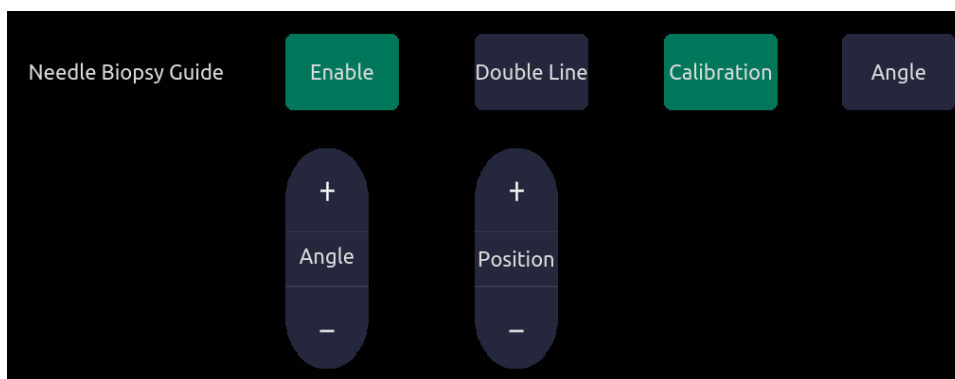 Needle Biopsy Guide Enable Double Line Calibration Angle
+ +
Angle Position
− −